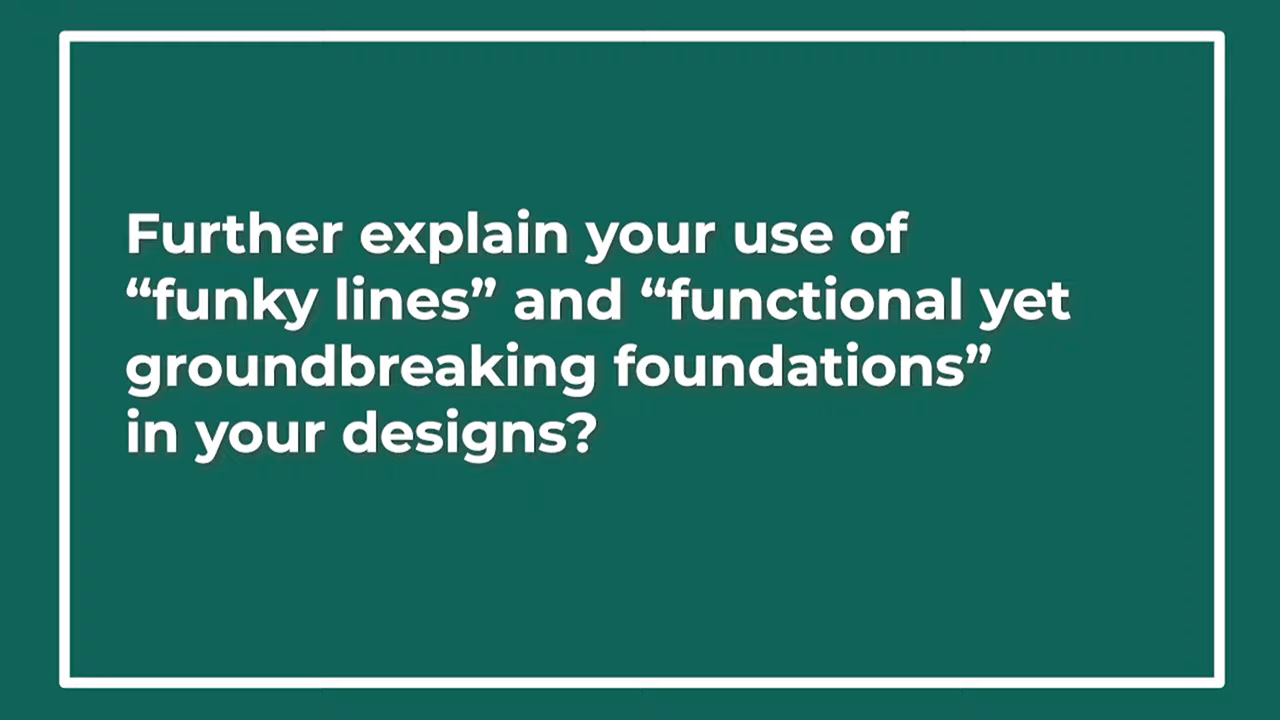 Further explain your use of
“funky lines” and “functional yet
groundbreaking foundations”
in your designs?